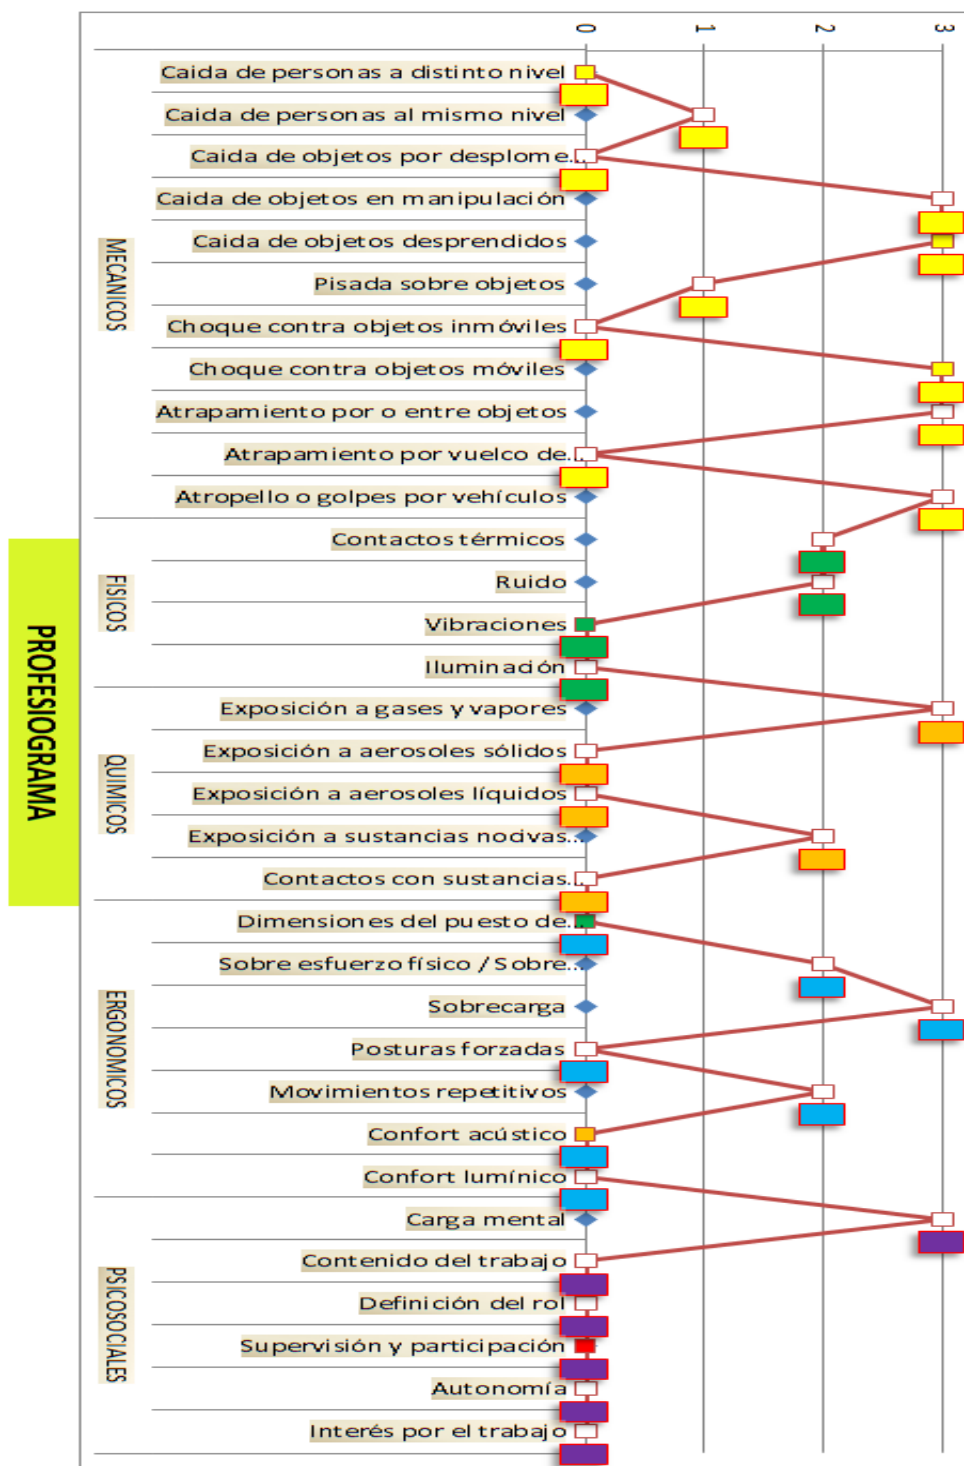 0
1
2
3
PROFESIOGRAMA
MECANICOS
Caida de personas a distinto nivel
Caida de personas al mismo nivel
Caida de objetos por desplome...
Caida de objetos en manipulación
Caida de objetos desprendidos
Pisada sobre objetos
Choque contra objetos inmóviles
Choque contra objetos móviles
Atrapamiento por o entre objetos
Atrapamiento por vuelco de...
Atropello o golpes por vehículos
FISICOS
Contactos térmicos
Ruido
Vibraciones
Iluminación
QUIMICOS
Exposición a gases y vapores
Exposición a aerosoles sólidos
Exposición a aerosoles líquidos
Exposición a sustancias nocivas...
Contactos con sustancias...
ERGONOMICOS
Dimensiones del puesto de...
Sobre esfuerzo físico / Sobre...
Sobrecarga
Posturas forzadas
Movimientos repetitivos
Confort acústico
Confort lumínico
PSICOSOCIALES
Carga mental
Contenido del trabajo
Definición del rol
Supervisión y participación
Autonomía
Interés por el trabajo